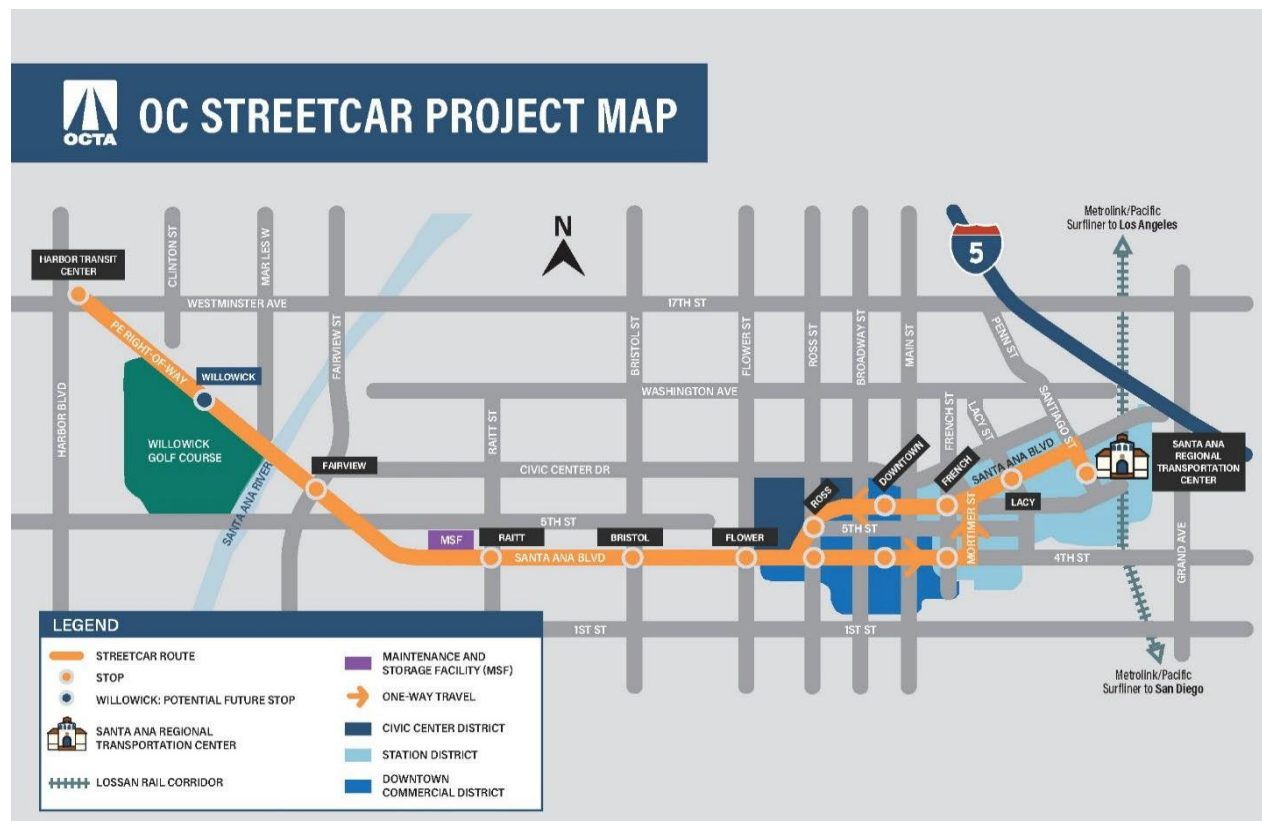 OCTA
OC STREETCAR PROJECT MAP
N
5
Metrolink/Pacific
Surfliner to Los Angeles
HARBOR TRANSIT
CENTER
CLINTON ST
MAR LES W
WESTMINSTER AVE
17TH ST
PE RIGHT-OF-WAY
FAIRVIEW ST
BRISTOL ST
FLOWER ST
ROSS ST
BROADWAY ST
MAIN ST
PENN ST
HARBOR BLVD
WILLOWICK
WASHINGTON AVE
WILLOWICK
GOLF COURSE
SANTA ANA RIVER
RAITT ST
FRENCH ST
LACY ST
SANTIAGO ST
FAIRVIEW
CIVIC CENTER DR
DOWNTOWN
FRENCH
SANTA ANA BLVD
SANTA ANA
REGIONAL
TRANSPORTATION
CENTER
ROSS
LACY
5TH ST
5TH ST
MORTIMER ST
MSF
RAITT
BRISTOL
FLOWER
SANTA ANA BLVD
4TH ST
GRAND AVE
1ST ST
1ST ST
Metrolink/Pacific
Surfliner to San Diego
LEGEND
STREETCAR ROUTE
STOP
WILLOWICK: POTENTIAL FUTURE STOP
SANTA ANA REGIONAL
TRANSPORTATION CENTER
LOSSAN RAIL CORRIDOR
MAINTENANCE AND
STORAGE FACILITY (MSF)
ONE-WAY TRAVEL
CIVIC CENTER DISTRICT
STATION DISTRICT
DOWNTOWN
COMMERCIAL DISTRICT